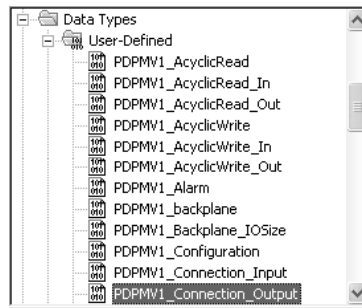 Data Types
User-Defined
PDPMV1_AcyclicRead
PDPMV1_AcyclicRead_In
PDPMV1_AcyclicRead_Out
PDPMV1_AcyclicWrite
PDPMV1_AcyclicWrite_In
PDPMV1_AcyclicWrite_Out
PDPMV1_Alarm
PDPMV1_backplane
PDPMV1_Backplane_IOSize
PDPMV1_Configuration
PDPMV1_Connection_Input
PDPMV1_Connection_Output